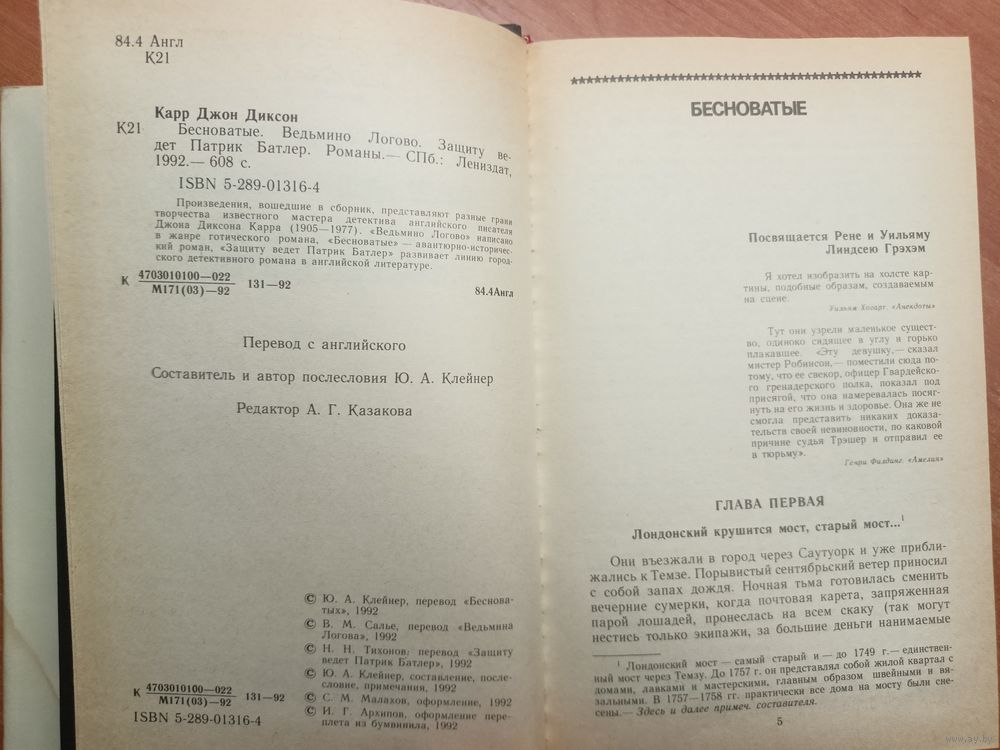 84.4 Англ
К21
Карр Джон Диксон
К21 Бесноватые. Ведьмино Логово. Защиту ве-
дет Патрик Батлер. Романы.— СПб.: Лениздат,
1992.— 608 с.
ISBN 5-289-01316-4
Произведения, вошедшие в сборник, представляют разные грани
творчества известного мастера детектива английского писателя
Джона Диксона Карра (1905—1977). «Ведьмино Логово» написано
в жанре готического романа, «Бесноватые» — авантюрно-историчес-
кий роман, «Защиту ведет Патрик Батлер» развивает линию город-
ского детективного романа в английской литературе.
К 4703010100—022 131—92
М171(03)—92
84.4Англ
Перевод с английского
Составитель и автор послесловия Ю. А. Клейнер
Редактор А. Г. Казакова
© Ю. А. Клейнер, перевод «Бесноватых», 1992
© В. М. Салье, перевод «Ведьмина
Логова», 1992
© Н. Н. Тихонов: перевод «Защиту
ведет Патрик Батлер», 1992
© Ю. А. Клейнер, составление, после-
словие, примечания, 1992
© С. М. Малахов, оформление, 1992
© И. Г. Архипов, оформление пере-
плета из бумвинила, 1992
К 4703010100—022 131—92
М171(03)—92
ISBN 5-289-01316-4
БЕСНОВАТЫЕ
Посвящается Рене и Уильяму
Линдсею Грэхэм
Я хотел изобразить на холсте кар-
тины, подобные образам, создаваемым
на сцене.
Уильям Хогарт. «Анекдоты»
Тут они узрели маленькое сущест-
во, одиноко сидящее в углу и горько
плакавшее. «Эту девушку,— сказал
мистер Робинсон,— поместили сюда по-
тому, что ее свекор, офицер Гвардейско-
го гренадерского полка, показал под
присягой, что она намеревалась посяг-
нуть на его жизнь и здоровье. Она же не
смогла представить никаких доказа-
тельств своей невиновности, по каковой
причине судья Трэшер и отправил ее
в тюрьму».
Генри Филдинг. «Амелия»
ГЛАВА ПЕРВАЯ
Лондонский крушится мост, старый мост...¹
Они въезжали в город через Саутуорк и уже прибли-
жались к Темзе. Порывистый сентябрьский ветер приносил
с собой запах дождя. Ночная тьма готовилась сменить
вечерние сумерки, когда почтовая карета, запряженная
парой лошадей, пронеслась на всем скаку (так могут
нестись только экипажи, за большие деньги нанимаемые
¹ Лондонский мост — самый старый и — до 1749 г.— единствен-
ный мост через Темзу. До 1757 г. он представлял собой жилой квартал с
домами, лавками и мастерскими, главным образом швейными и вя-
зальными. В 1757—1758 гг. практически все дома на мосту были сне-
сены.— Здесь и далее примеч. составителя.
5
www.ay.by